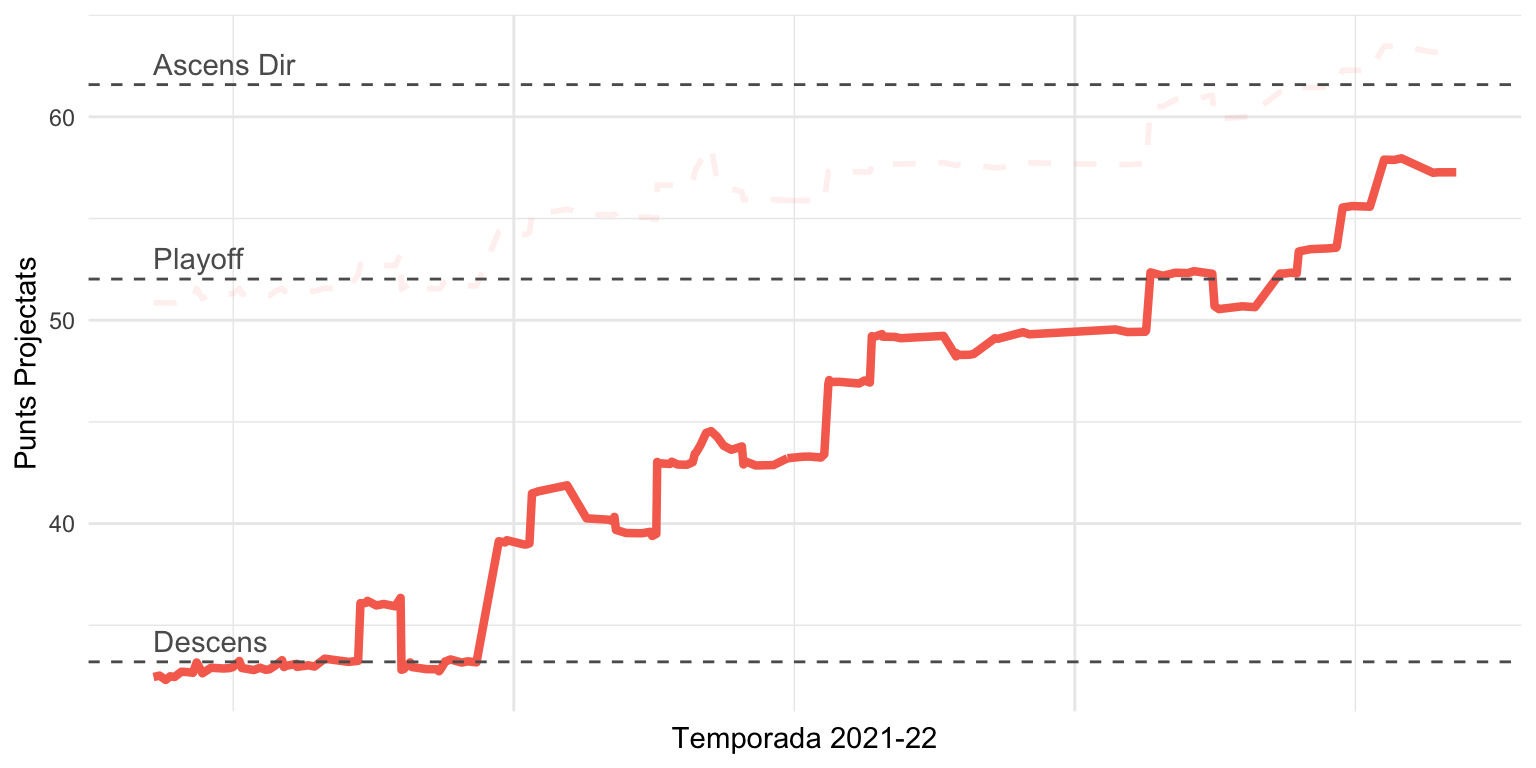 Ascens Dir
60
Playoff
50
40
Descens
Punts Projectats
Temporada 2021-22